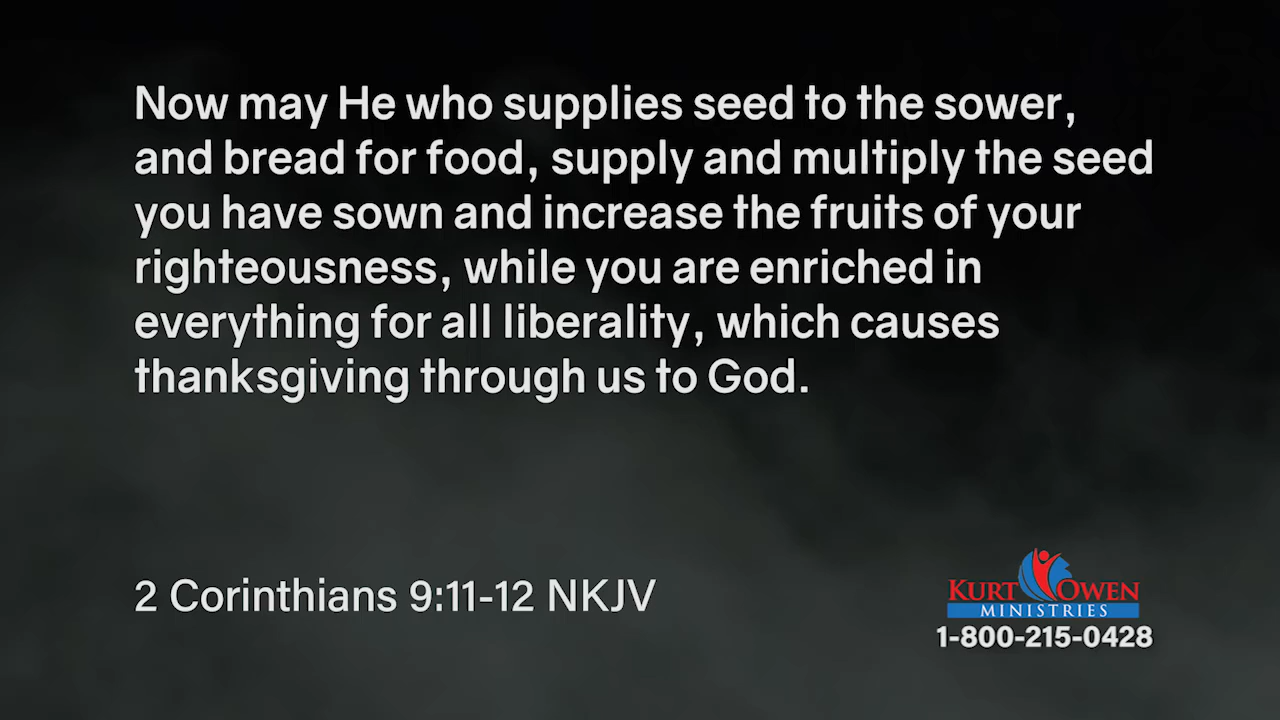 Now may He who supplies seed to the sower,
and bread for food, supply and multiply the seed
you have sown and increase the fruits of your
righteousness, while you are enriched in
everything for all liberality, which causes
thanksgiving through us to God.
2 Corinthians 9:11-12 NKJV
KURT OWEN
MINISTRIES
1-800-215-0428